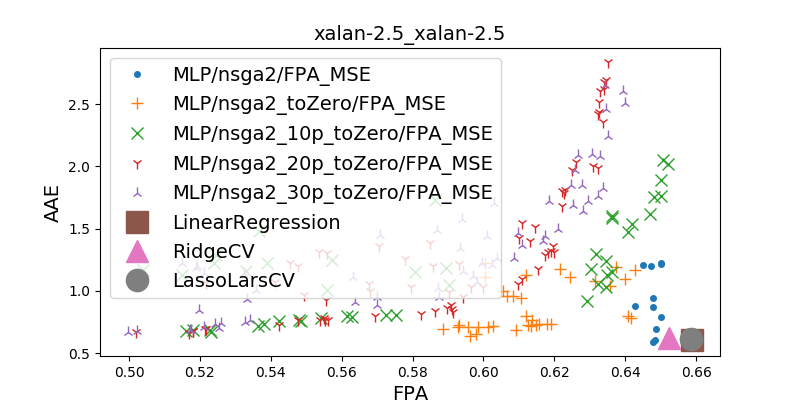 xalan-2.5_xalan-2.5
MLP/nsga2/FPA_MSE
MLP/nsga2_toZero/FPA_MSE
MLP/nsga2_10p_toZero/FPA_MSE
MLP/nsga2_20p_toZero/FPA_MSE
MLP/nsga2_30p_toZero/FPA_MSE
LinearRegression
RidgeCV
LassoLarsCV
AAE
2.5
2.0
1.5
1.0
0.5
0.50 0.52 0.54 0.56 0.58 0.60 0.62 0.64 0.66
FPA